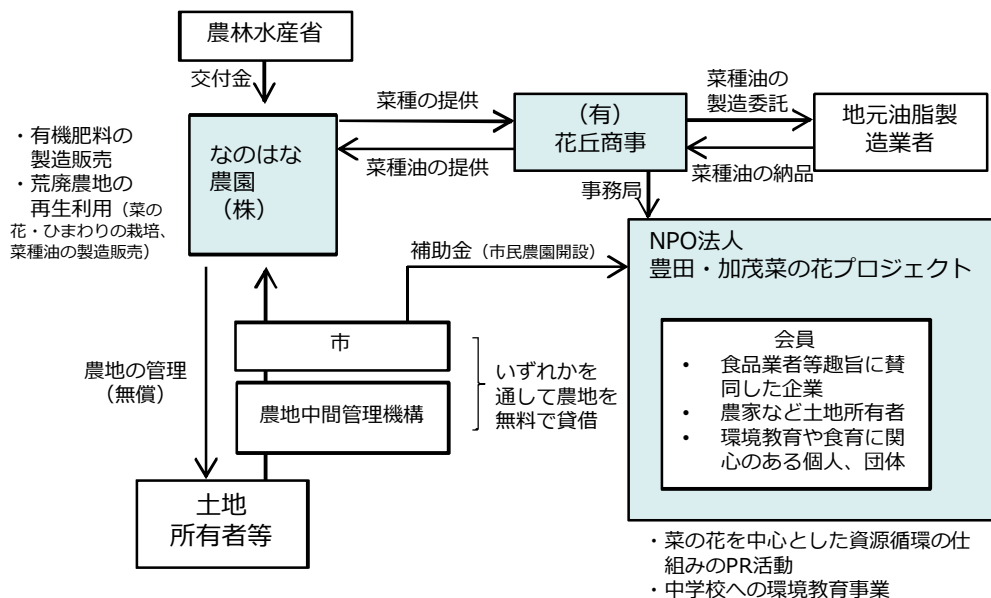 農林水産省
交付金
・有機肥料の
製造販売
・荒廃農地の
再生利用（菜の
花・ひまわりの栽培、
菜種油の製造販売）
なのはな
農園
（株）
菜種の提供
菜種油の提供
（有）
花丘商事
菜種油の
製造委託
菜種油の納品
地元油脂製
造業者
事務局
NPO法人
豊田・加茂菜の花プロジェクト
補助金（市民農園開設）
会員
• 食品業者等趣旨に賛
同した企業
• 農家など土地所有者
• 環境教育や食育に関
心のある個人、団体
市
農地中間管理機構
いずれかを
通して農地を
無料で貸借
農地の管理
（無償）
土地
所有者等
・菜の花を中心とした資源循環の仕
組みのPR活動
・中学校への環境教育事業